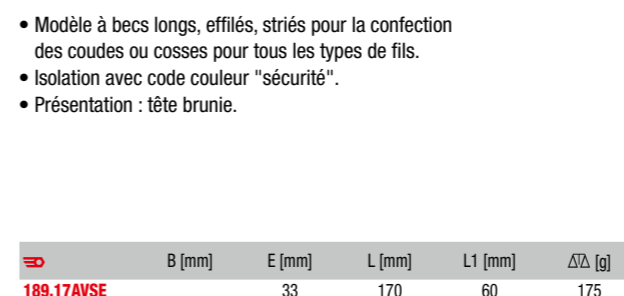 • Modèle à becs longs, effilés, striés pour la confection
des coudes ou cosses pour tous les types de fils.
• Isolation avec code couleur "sécurité".
• Présentation : tête brunie.
B [mm] E [mm] L [mm] L1 [mm] [g]
189.17AVSE 33 170 60 175